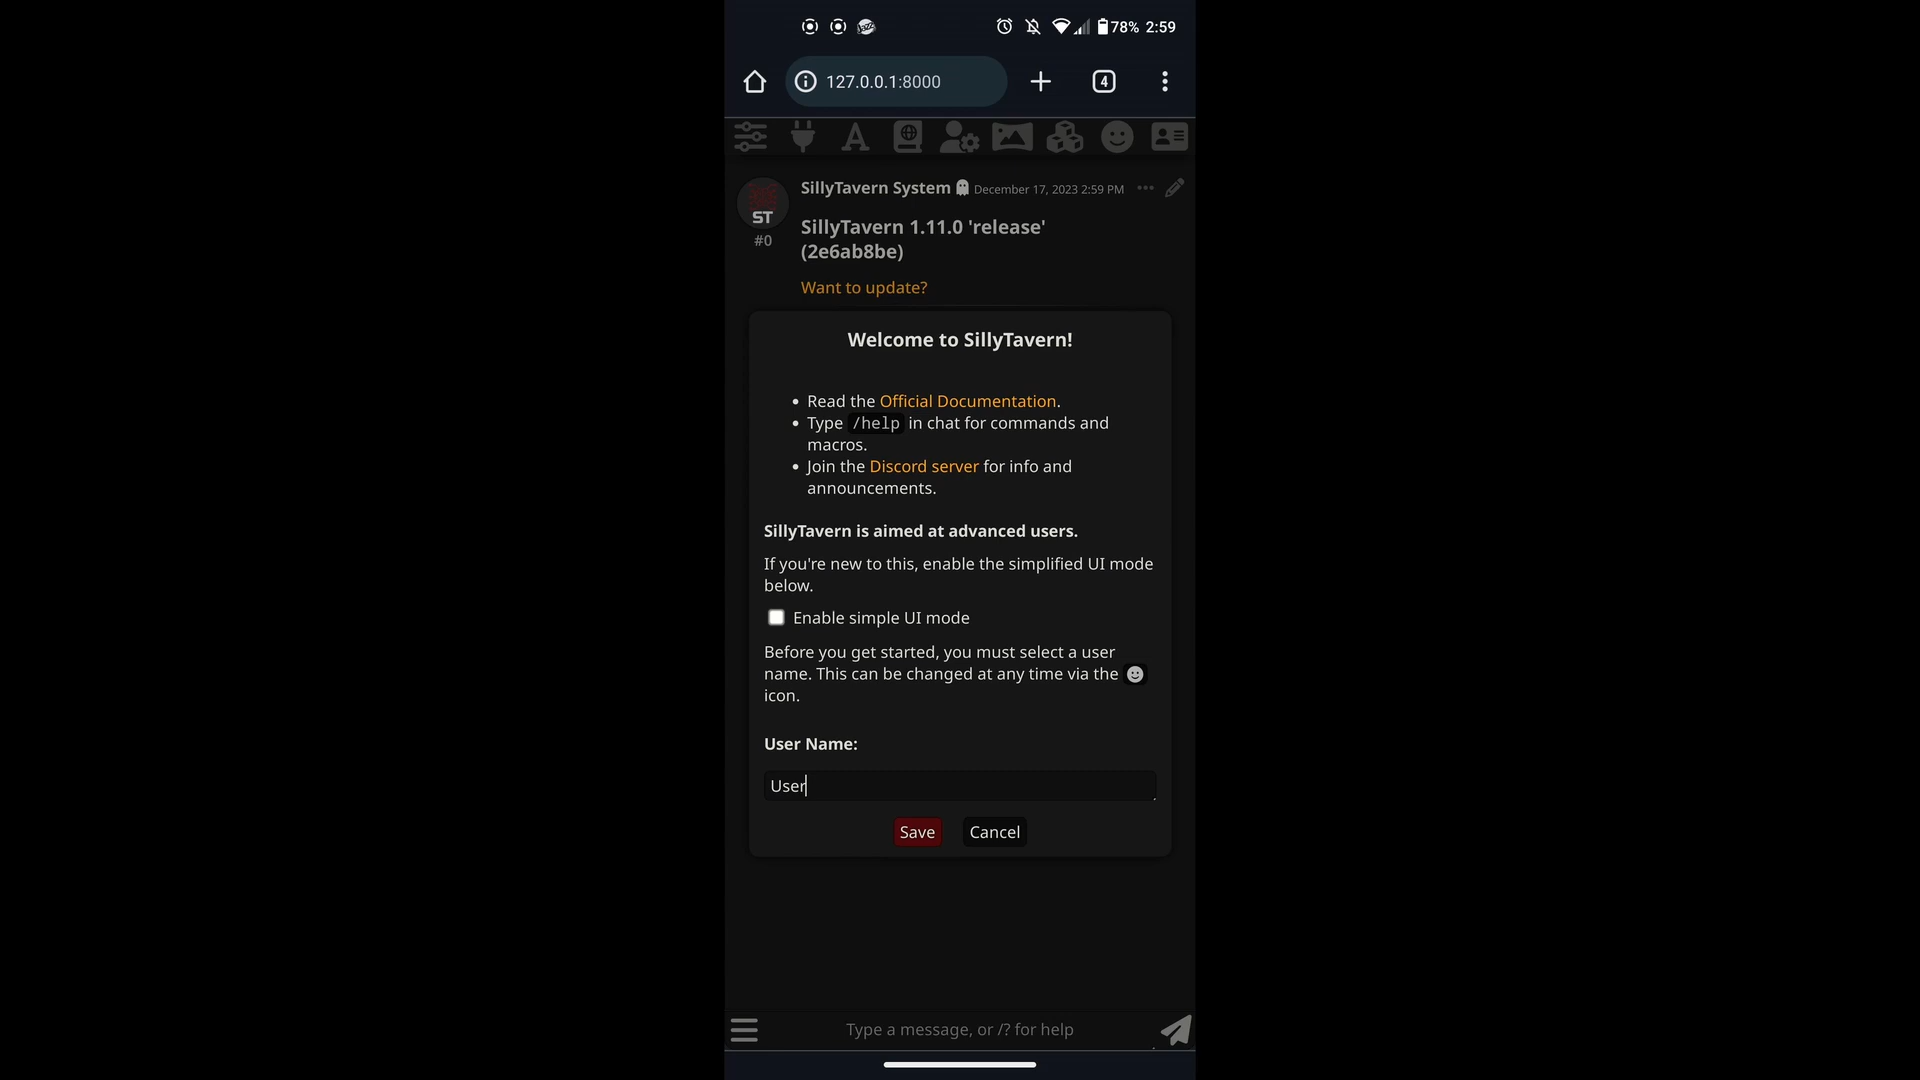 78% 2:59
127.0.0.1:8000
4
SillyTavern System December 17, 2023 2:59 PM
ST
#0
SillyTavern 1.11.0 'release'
(2e6ab8be)
Want to update?
Welcome to SillyTavern!
• Read the Official Documentation.
• Type /help in chat for commands and
macros.
• Join the Discord server for info and
announcements.
SillyTavern is aimed at advanced users.
If you're new to this, enable the simplified UI mode
below.
Enable simple UI mode
Before you get started, you must select a user
name. This can be changed at any time via the
icon.
User Name:
User
Save Cancel
Type a message, or /? for help